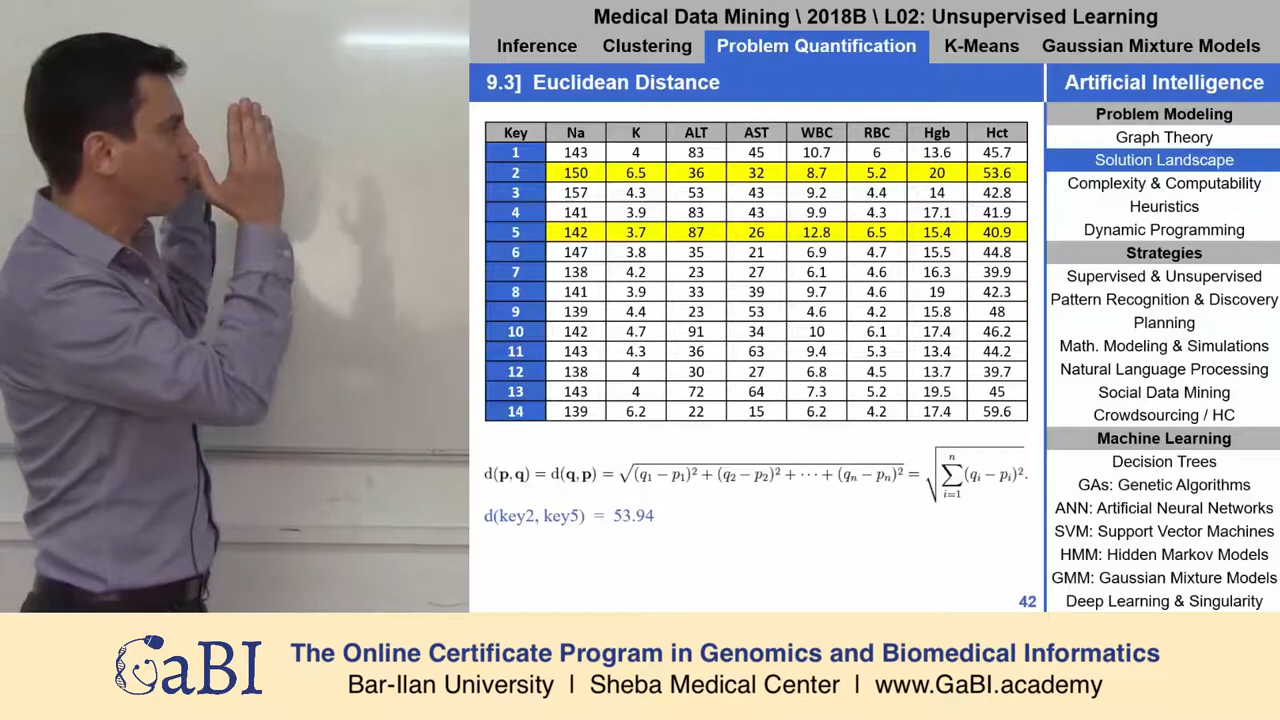 Medical Data Mining \ 2018B \ L02: Unsupervised Learning
Inference Clustering Problem Quantification K-Means Gaussian Mixture Models
9.3] Euclidean Distance
Key Na K ALT AST WBC RBC Hgb Hct
1 143 4 83 45 10.7 6 13.6 45.7
2 150 6.5 36 32 8.7 5.2 20 53.6
3 157 4.3 53 43 9.2 4.4 14 42.8
4 141 3.9 83 43 9.9 4.3 17.1 41.9
5 142 3.7 87 26 12.8 6.5 15.4 40.9
6 147 3.8 35 21 6.9 4.7 15.5 44.8
7 138 4.2 23 27 6.1 4.6 16.3 39.9
8 141 3.9 33 39 9.7 4.6 19 42.3
9 139 4.4 23 53 4.6 4.2 15.8 48
10 142 4.7 91 34 10 6.1 17.4 46.2
11 143 4.3 36 63 9.4 5.3 13.4 44.2
12 138 4 30 27 6.8 4.5 13.7 39.7
13 143 4 72 64 7.3 5.2 19.5 45
14 139 6.2 22 15 6.2 4.2 17.4 59.6
d(p,q) = d(q,p) = √(q₁ − p₁)² + (q₂ − p₂)² + ⋯ + (qₙ − pₙ)² = √∑ⁿᵢ₌₁(qᵢ − pᵢ)².
d(key2, key5) = 53.94
42
Artificial Intelligence
Problem Modeling
Graph Theory
Solution Landscape
Complexity & Computability
Heuristics
Dynamic Programming
Strategies
Supervised & Unsupervised
Pattern Recognition & Discovery
Planning
Math. Modeling & Simulations
Natural Language Processing
Social Data Mining
Crowdsourcing / HC
Machine Learning
Decision Trees
GAs: Genetic Algorithms
ANN: Artificial Neural Networks
SVM: Support Vector Machines
HMM: Hidden Markov Models
GMM: Gaussian Mixture Models
Deep Learning & Singularity
GaBI
The Online Certificate Program in Genomics and Biomedical Informatics
Bar-Ilan University | Sheba Medical Center | www.GaBI.academy